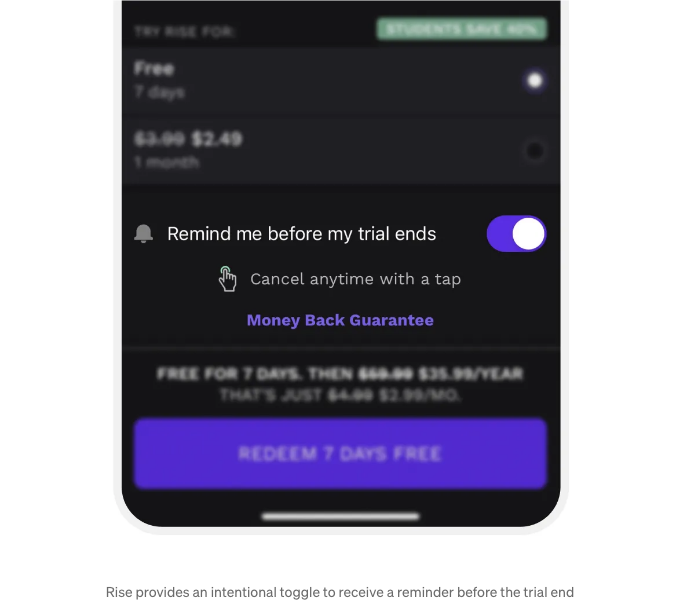 TRY RISE FOR:
STUDENTS SAVE 40%
Free
7 days
$3.99 $2.49
1 month
Remind me before my trial ends
Cancel anytime with a tap
Money Back Guarantee
FREE FOR 7 DAYS. THEN $59.99 $35.99/YEAR
THAT'S JUST $4.99 $2.99/MO.
REDEEM 7 DAYS FREE
Rise provides an intentional toggle to receive a reminder before the trial end